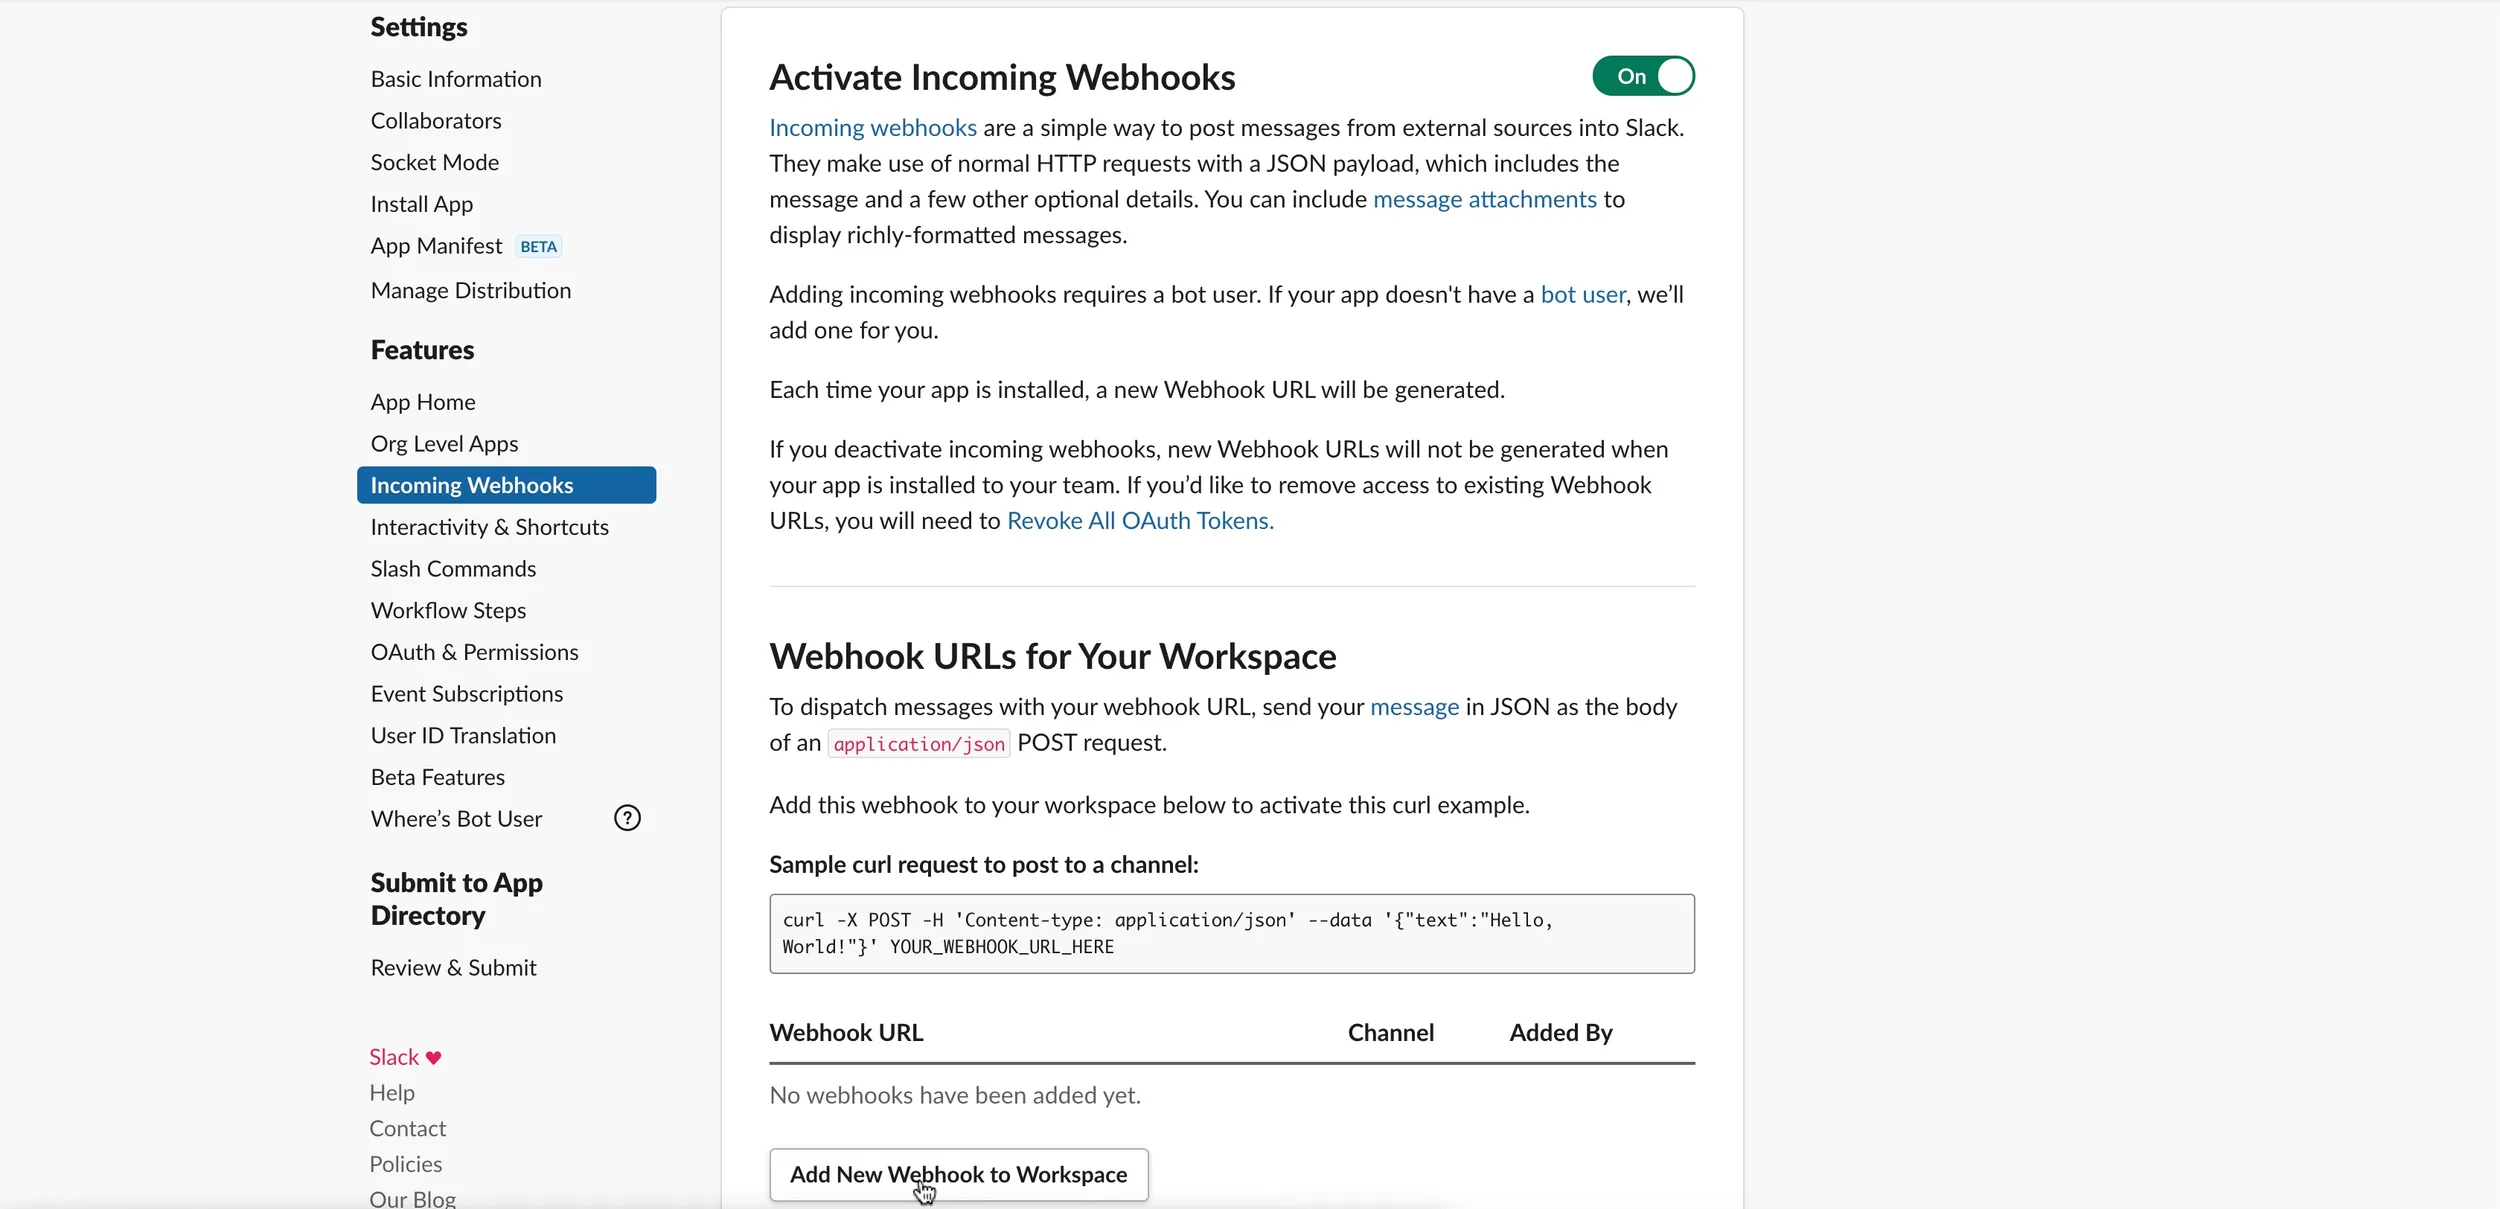 Settings
Basic Information
Collaborators
Socket Mode
Install App
App Manifest BETA
Manage Distribution
Features
App Home
Org Level Apps
Incoming Webhooks
Interactivity & Shortcuts
Slash Commands
Workflow Steps
OAuth & Permissions
Event Subscriptions
User ID Translation
Beta Features
Where’s Bot User ?
Submit to App
Directory
Review & Submit
Slack ♥
Help
Contact
Policies
Our Blog
Activate Incoming Webhooks
On
Incoming webhooks are a simple way to post messages from external sources into Slack.
They make use of normal HTTP requests with a JSON payload, which includes the
message and a few other optional details. You can include message attachments to
display richly-formatted messages.
Adding incoming webhooks requires a bot user. If your app doesn't have a bot user, we’ll
add one for you.
Each time your app is installed, a new Webhook URL will be generated.
If you deactivate incoming webhooks, new Webhook URLs will not be generated when
your app is installed to your team. If you’d like to remove access to existing Webhook
URLs, you will need to Revoke All OAuth Tokens.
Webhook URLs for Your Workspace
To dispatch messages with your webhook URL, send your message in JSON as the body
of an application/json POST request.
Add this webhook to your workspace below to activate this curl example.
Sample curl request to post to a channel:
curl -X POST -H 'Content-type: application/json' --data '{"text":"Hello,
World!"}' YOUR_WEBHOOK_URL_HERE
Webhook URL Channel Added By
No webhooks have been added yet.
Add New Webhook to Workspace